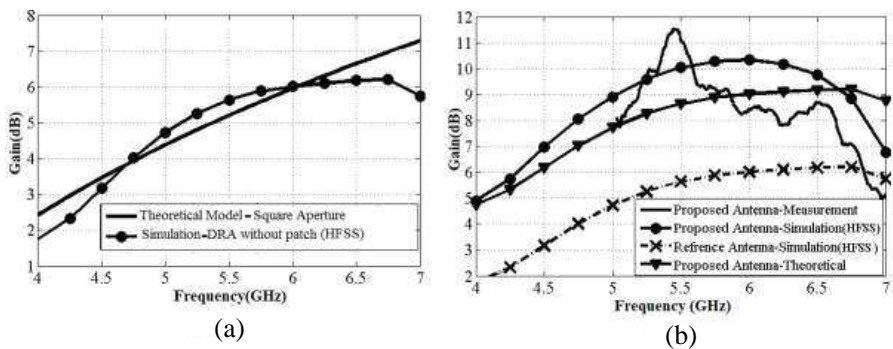 8
7
6
5
4
3
2
1
Gain(dB)
4
4.5
5
5.5
6
6.5
7
Frequency(GHz)
Theoretical Model - Square Aperture
Simulation-DRA without patch (HFSS)
(a)
12
11
10
9
8
7
6
5
4
3
2
Gain(dB)
4
4.5
5
5.5
6
6.5
7
Frequency (GHz)
Proposed Antenna-Measurement
Proposed Antenna-Simulation(HFSS)
Refrence Antenna-Simulation(HFSS)
Proposed Antenna-Theoretical
(b)